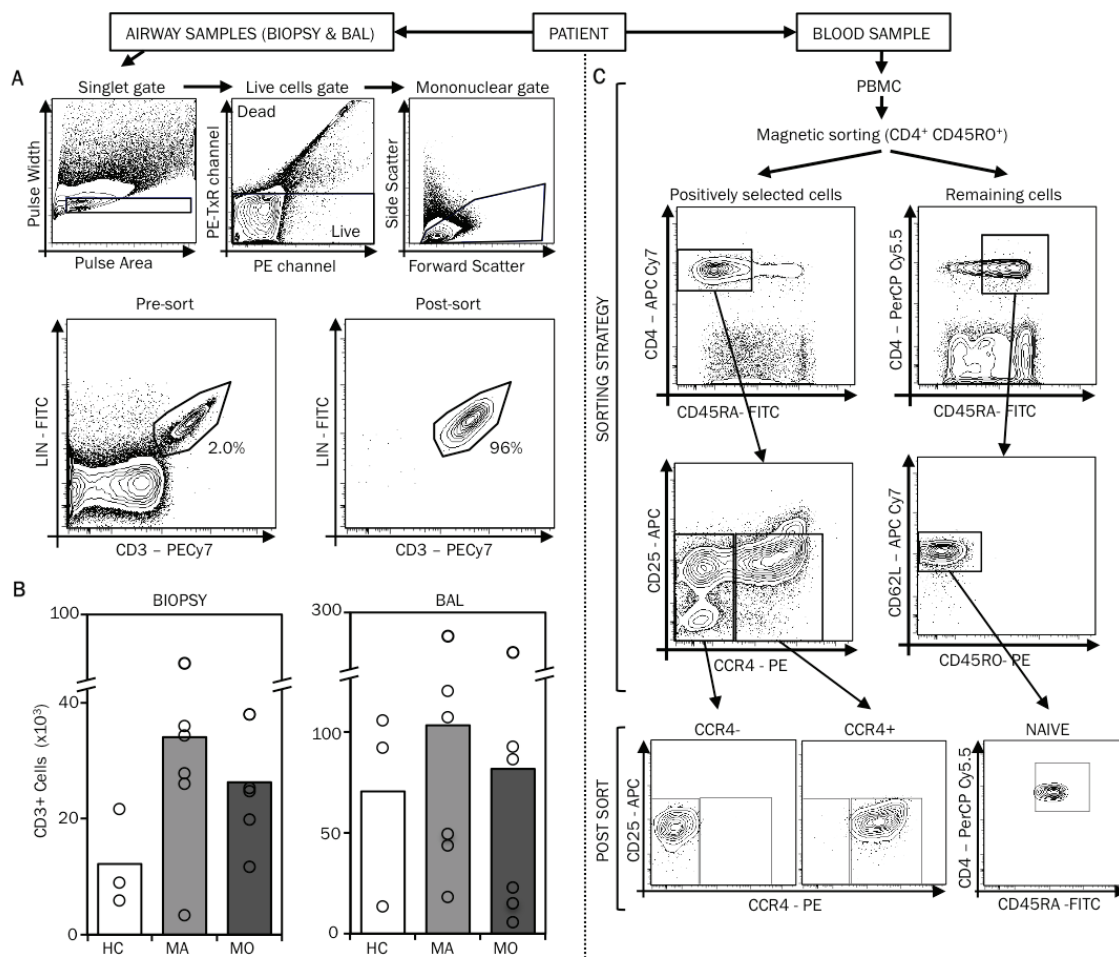 AIRWAY SAMPLES (BIOPSY & BAL)
PATIENT
BLOOD SAMPLE
A
Singlet gate
Live cells gate
Mononuclear gate
Pulse Width
Pulse Area
PE-TxR channel
Dead
Live
PE channel
Side Scatter
Forward Scatter
Pre-sort
LIN - FITC
2.0%
CD3 – PECy7
Post-sort
LIN - FITC
96%
CD3 – PECy7
B
BIOPSY
CD3+ Cells (x10³)
100
40
20
0
HC
MA
MO
BAL
300
100
50
0
HC
MA
MO
C
SORTING STRATEGY
PBMC
Magnetic sorting (CD4⁺ CD45RO⁺)
Positively selected cells
Remaining cells
CD4 – APC Cy7
CD45RA- FITC
CD4 – PerCP Cy5.5
CD45RA- FITC
CD25 - APC
CCR4 - PE
CD62L – APC Cy7
CD45RO- PE
POST SORT
CCR4-
CCR4+
NAIVE
CD25 - APC
CCR4 - PE
CD4 – PerCP Cy5.5
CD45RA -FITC